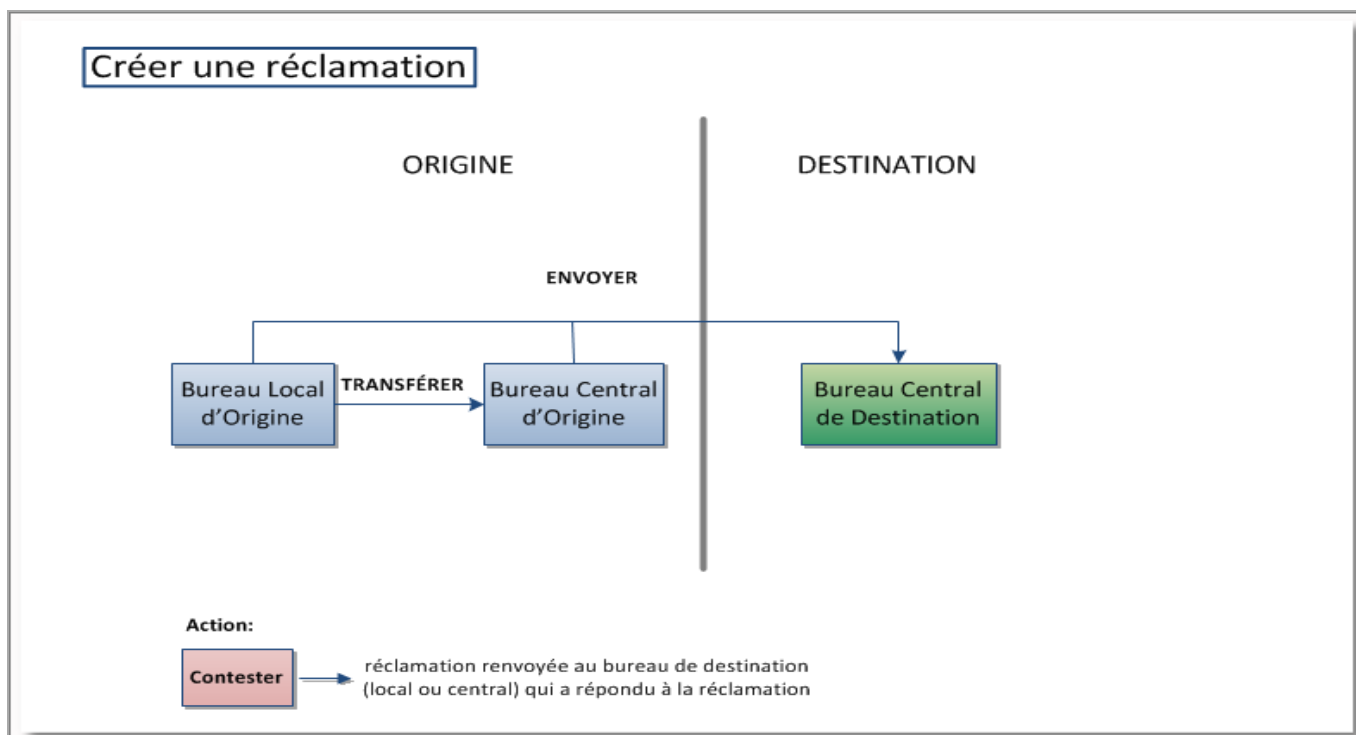 Créer une réclamation
ORIGINE
DESTINATION
ENVOYER
Bureau Local
d’Origine
TRANSFÉRER
Bureau Central
d’Origine
Bureau Central
de Destination
Action:
Contester
réclamation renvoyée au bureau de destination
(local ou central) qui a répondu à la réclamation